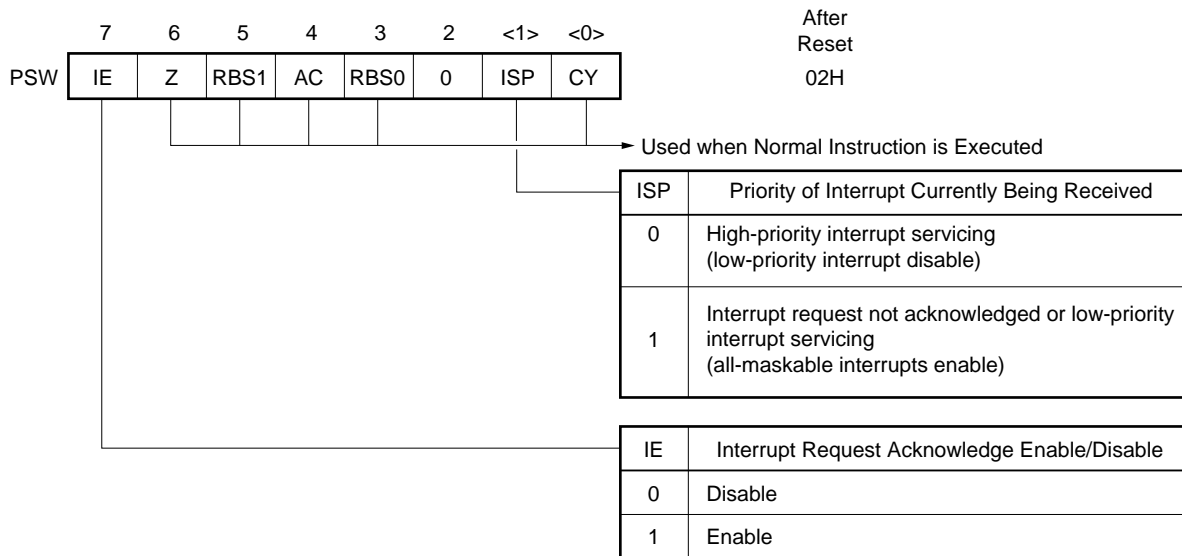 After
Reset
7 6 5 4 3 2 <1> <0>
PSW IE Z RBS1 AC RBS0 0 ISP CY 02H
Used when Normal Instruction is Executed
ISP Priority of Interrupt Currently Being Received
0 High-priority interrupt servicing
(low-priority interrupt disable)
1 Interrupt request not acknowledged or low-priority
interrupt servicing
(all-maskable interrupts enable)
IE Interrupt Request Acknowledge Enable/Disable
0 Disable
1 Enable